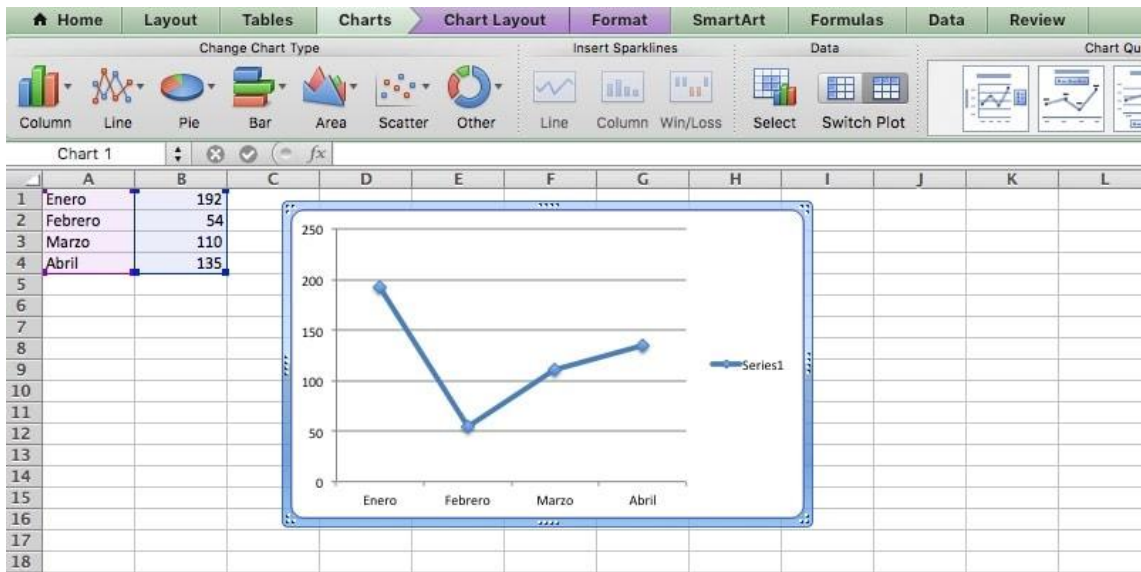 Home Layout Tables Charts Chart Layout Format SmartArt Formulas Data Review
Change Chart Type Insert Sparklines Data Chart Qu
Column Line Pie Bar Area Scatter Other Line Column Win/Loss Select Switch Plot
Chart 1 fx
A B C D E F G H I J K L
1 Enero 192
2 Febrero 54
3 Marzo 110
4 Abril 135
5
6
7
8
9
10
11
12
13
14
15
16
17
18
250
200
150
100
50
0
Enero Febrero Marzo Abril
Series1